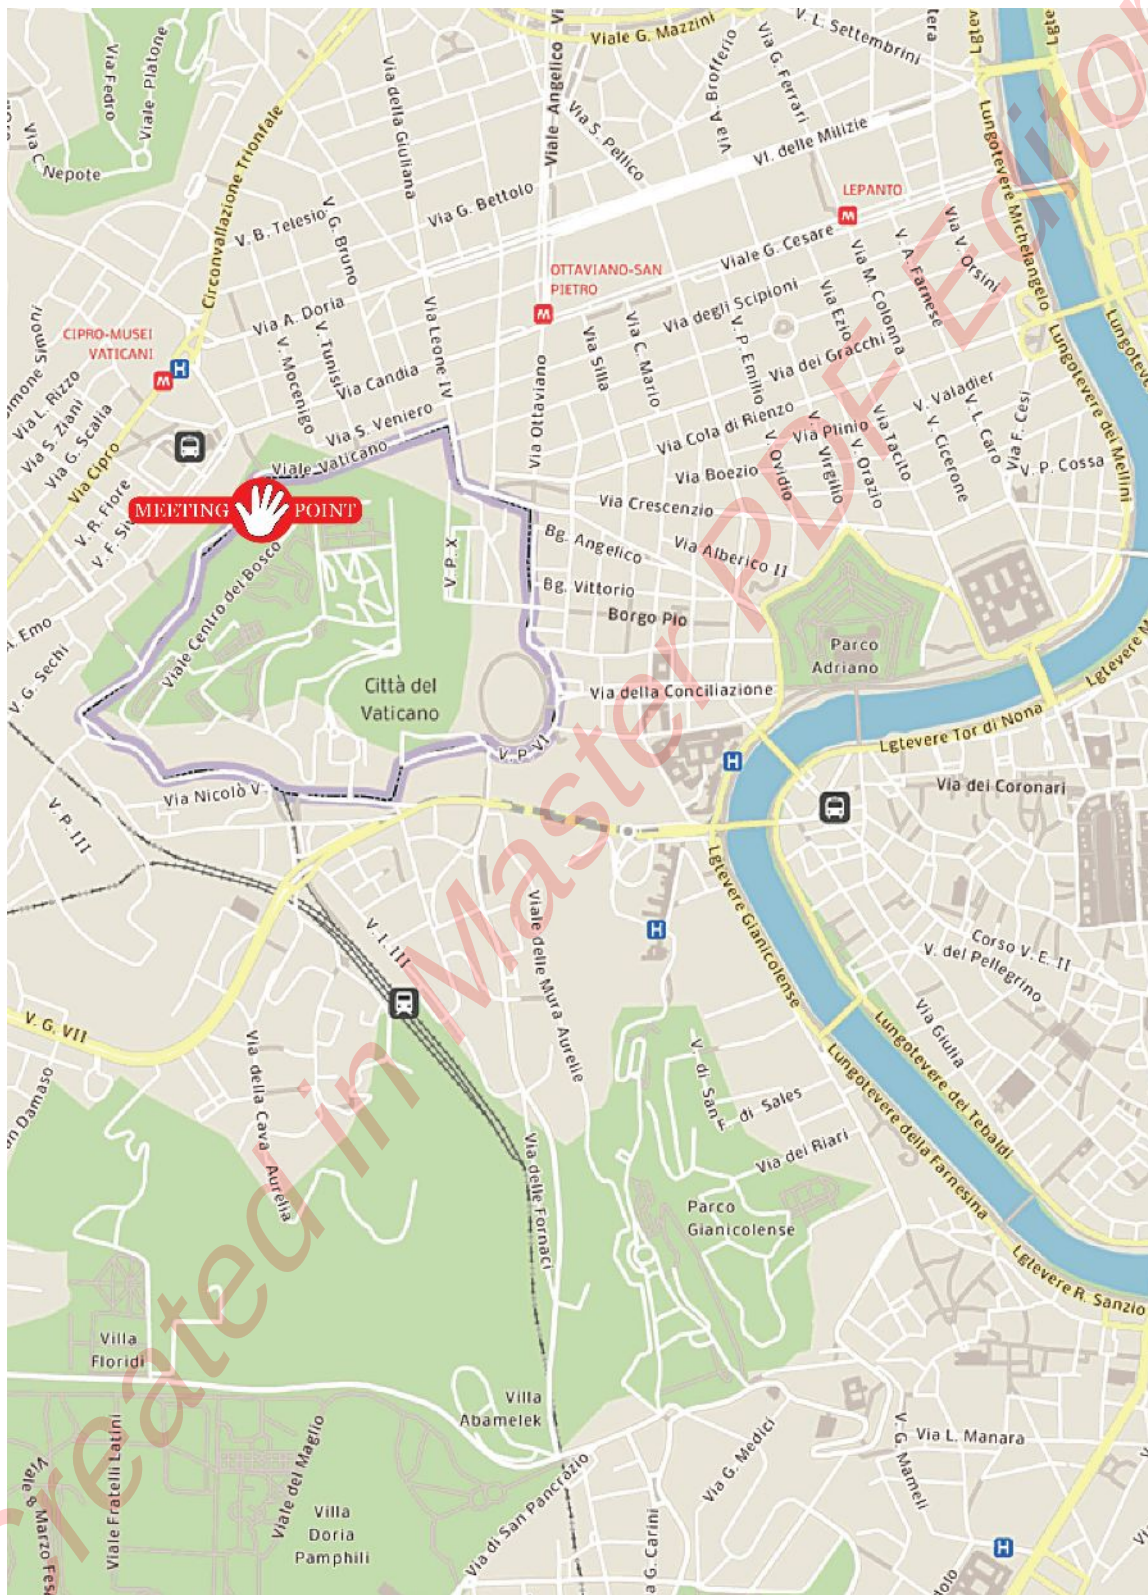 Viale G. Mazzini
V. L. Settembrini
Via Fedro
Viale Platone
Via della Giuliana
Viale Angelico
Via A. Brofferio
Via G. Ferrari
Via S. Pellico
Vl. delle Milizie
Via C. Nepote
Circonvallazione Trionfale
Lungotevere Michelangelo
LEPANTO
M
Via G. Bettolo
V. B. Telesio
V. G. Bruno
Viale G. Cesare
Via M. Colonna
V. A. Farnese
Via V. Orsini
OTTAVIANO-SAN
PIETRO
M
Via degli Scipioni
Via Ezio
Via A. Doria
Via Leone IV
V. Tunisi
V. Mocenigo
CIPRO-MUSEI
VATICANI
M
H
Simone Simoni
Via L. Rizzo
Via S. Ziani
Via G. Scalia
Via Cipro
V. R. Fiore
Via Candia
Via S. Veniero
Viale Vaticano
Via Ottaviano
Via Silla
Via C. Mario
V. P. Emilio
Via dei Gracchi
Via Cola di Rienzo
Via Plinio
Via Boezio
V. Ovidio
V. Virgilio
V. Orazio
Via Tacito
V. Cicerone
V. Valadier
V. L. Caro
Via F. Cesi
V. P. Cossa
Lungotevere dei Mellini
MEETING POINT
Via Crescenzio
Bg. Angelico
Via Alberico II
V. P. X
Bg. Vittorio
Borgo Pio
Viale Centro del Bosco
Emo
V. G. Sechi
Parco
Adriano
Città del
Vaticano
Via della Conciliazione
V. P. VI
Lgtevere Tor di Nona
H
Via Nicolò V.
V. P. III
Via dei Coronari
Lgtevere Gianicolense
Viale delle Mura Aurelie
H
V. I. III
Corso V. E. II
V. del Pellegrino
Via Giulia
V. G. VII
Via della Cava Aurelia
Lungotevere dei Tebaldi
Lungotevere della Farnesina
V. di San
F. di Sales
Via dei Riari
Via delle Fornaci
Parco
Gianicolense
Lgtevere R. Sanzio
Villa
Floridi
Villa
Abamelek
Viale Fratelli Latini
Viale del Maglio
Villa
Doria
Pamphili
Via di San Pancrazio
Via G. Medici
V. G. Mameli
Via L. Manara
G. Carini
H
Viale 8 Marzo
Created in Master PDF Editor